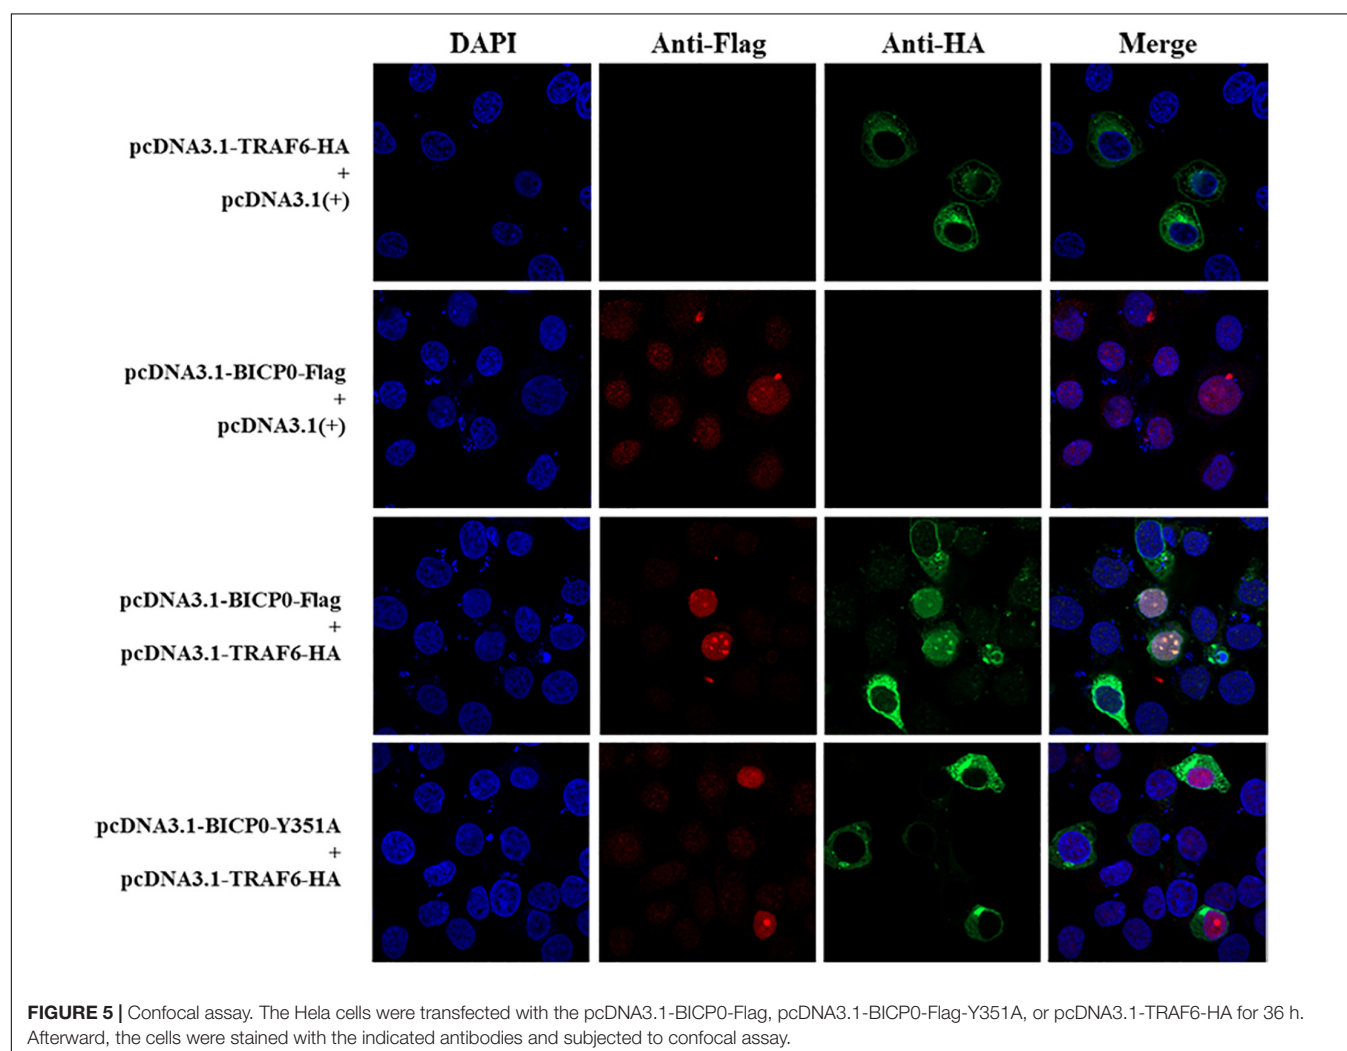 DAPI Anti-Flag Anti-HA Merge
pcDNA3.1-TRAF6-HA
+
pcDNA3.1(+)
pcDNA3.1-BICP0-Flag
+
pcDNA3.1(+)
pcDNA3.1-BICP0-Flag
+
pcDNA3.1-TRAF6-HA
pcDNA3.1-BICP0-Y351A
+
pcDNA3.1-TRAF6-HA
FIGURE 5 | Confocal assay. The Hela cells were transfected with the pcDNA3.1-BICP0-Flag, pcDNA3.1-BICP0-Flag-Y351A, or pcDNA3.1-TRAF6-HA for 36 h.
Afterward, the cells were stained with the indicated antibodies and subjected to confocal assay.